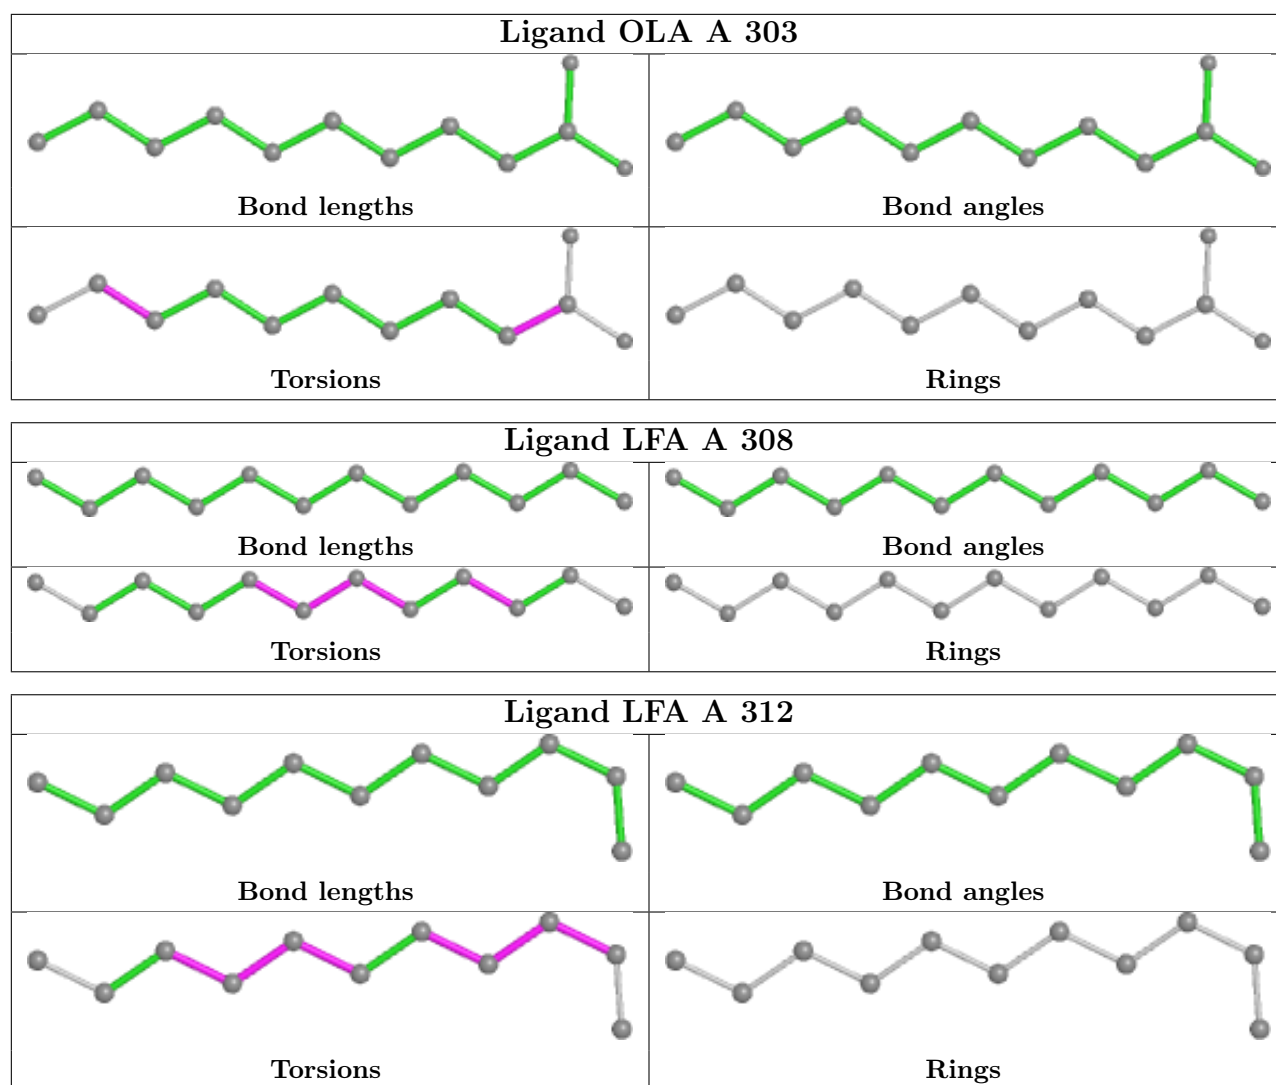 Ligand OLA A 303
Bond lengths
Bond angles
Torsions
Rings
Ligand LFA A 308
Bond lengths
Bond angles
Torsions
Rings
Ligand LFA A 312
Bond lengths
Bond angles
Torsions
Rings